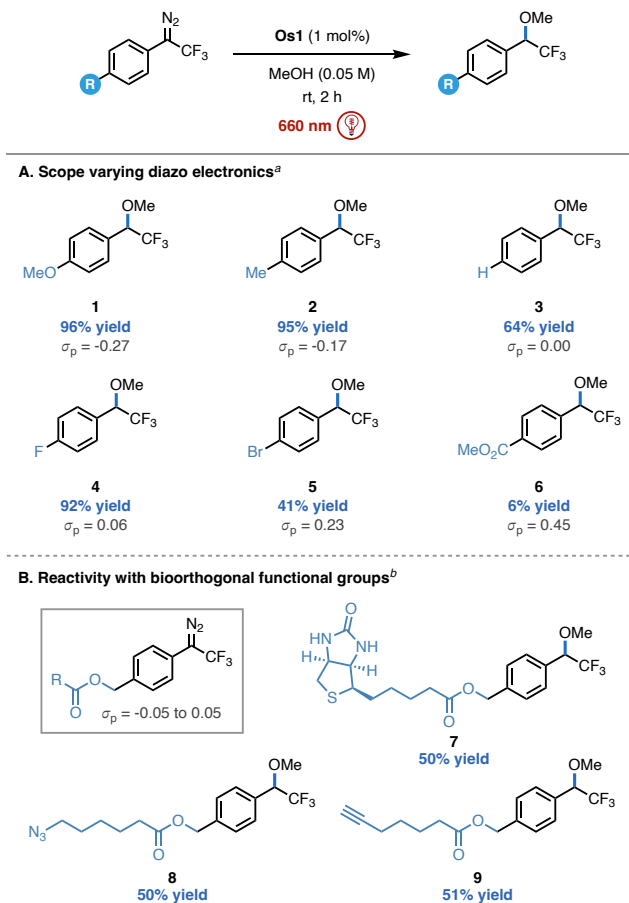 N₂
CF₃
R
Os1 (1 mol%)
MeOH (0.05 M)
rt, 2 h
660 nm
OMe
CF₃
R
A. Scope varying diazo electronicsᵃ
OMe
CF₃
MeO
1
96% yield
σₚ = -0.27
OMe
CF₃
Me
2
95% yield
σₚ = -0.17
OMe
CF₃
H
3
64% yield
σₚ = 0.00
OMe
CF₃
F
4
92% yield
σₚ = 0.06
OMe
CF₃
Br
5
41% yield
σₚ = 0.23
OMe
CF₃
MeO₂C
6
6% yield
σₚ = 0.45
B. Reactivity with bioorthogonal functional groupsᵇ
N₂
CF₃
R
O
O
σₚ = -0.05 to 0.05
O
HN
NH
H
H
S
O
O
OMe
CF₃
7
50% yield
N₃
O
O
OMe
CF₃
8
50% yield
O
O
OMe
CF₃
9
51% yield